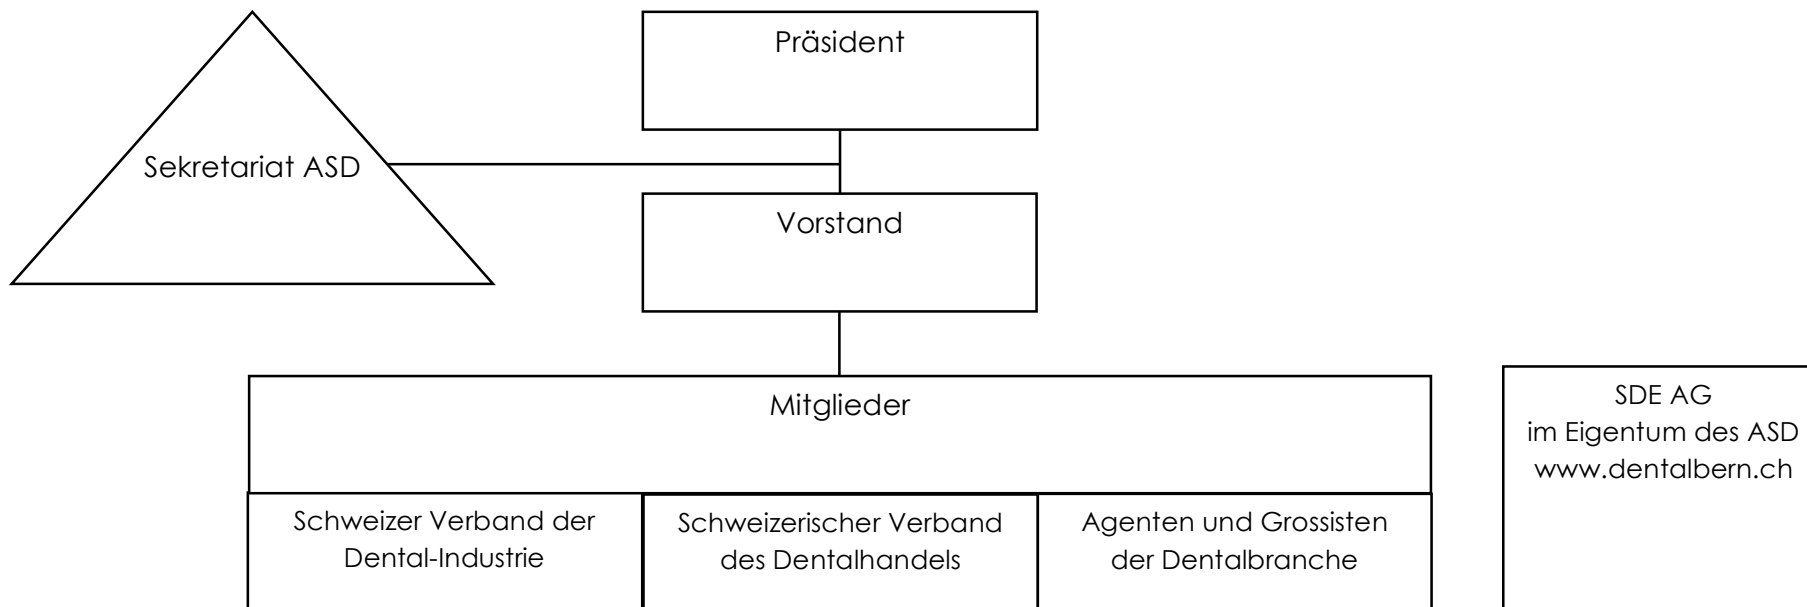 Präsident
Sekretariat ASD
Vorstand
Mitglieder
Schweizer Verband der
Dental-Industrie
Schweizerischer Verband
des Dentalhandels
Agenten und Grossisten
der Dentalbranche
SDE AG
im Eigentum des ASD
www.dentalbern.ch